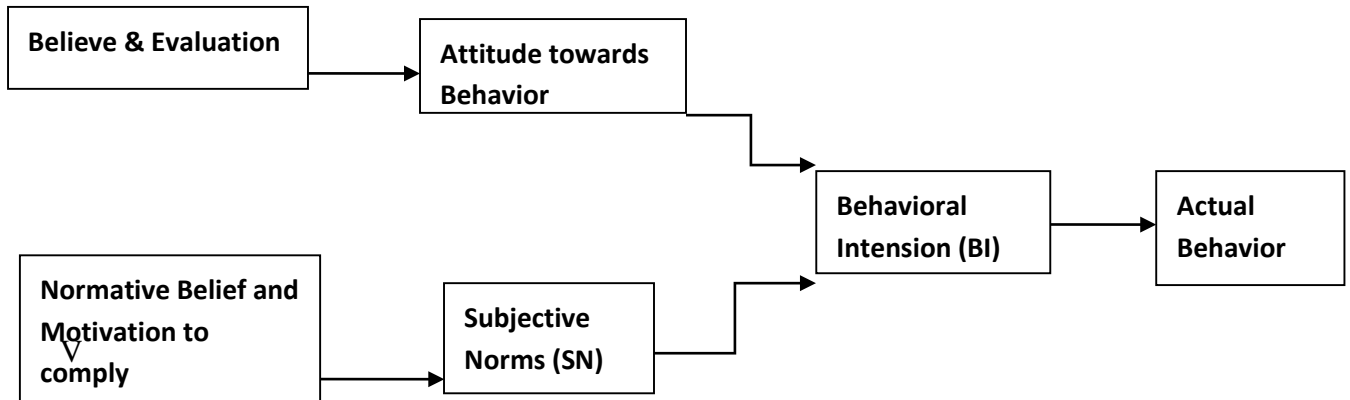 Believe & Evaluation
Attitude towards
Behavior
Behavioral
Intension (BI)
Actual
Behavior
Normative Belief and
Motivation to
V
comply
Subjective
Norms (SN)